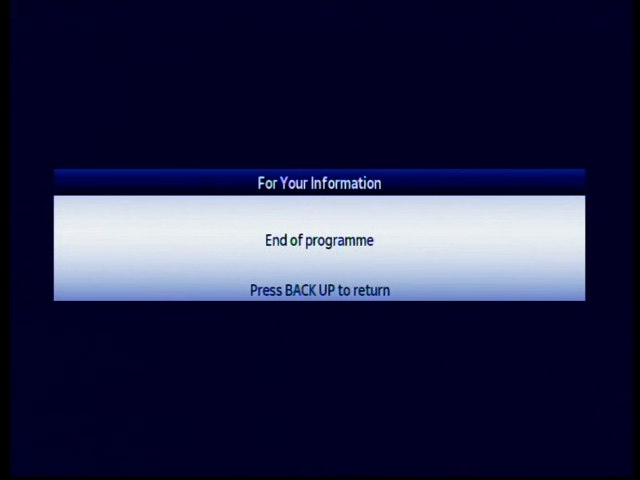 For Your Information
End of programme
Press BACK UP to return